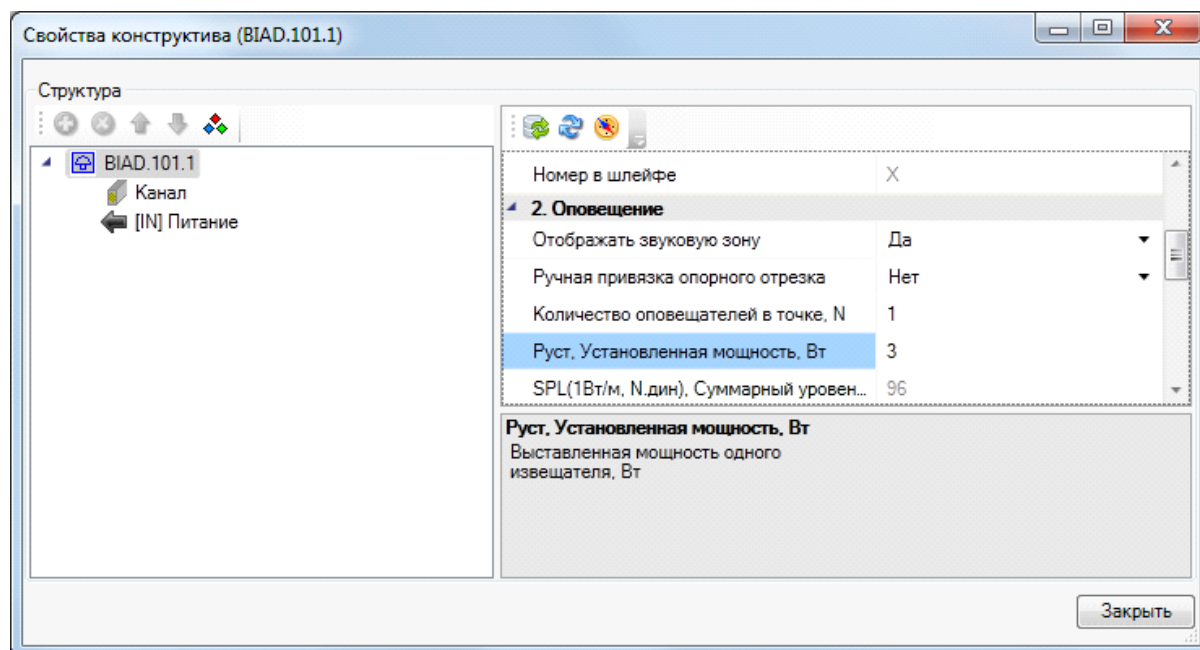 Свойства конструктива (BIAD.101.1)
Структура
BIAD.101.1
Канал
[IN] Питание
Номер в шлейфе X
2. Оповещение
Отображать звуковую зону Да
Ручная привязка опорного отрезка Нет
Количество оповещателей в точке, N 1
Pуст, Установленная мощность, Вт 3
SPL(1Вт/м, N.дин), Суммарный уровен... 96
Pуст, Установленная мощность, Вт
Выставленная мощность одного
извещателя, Вт
Закрыть